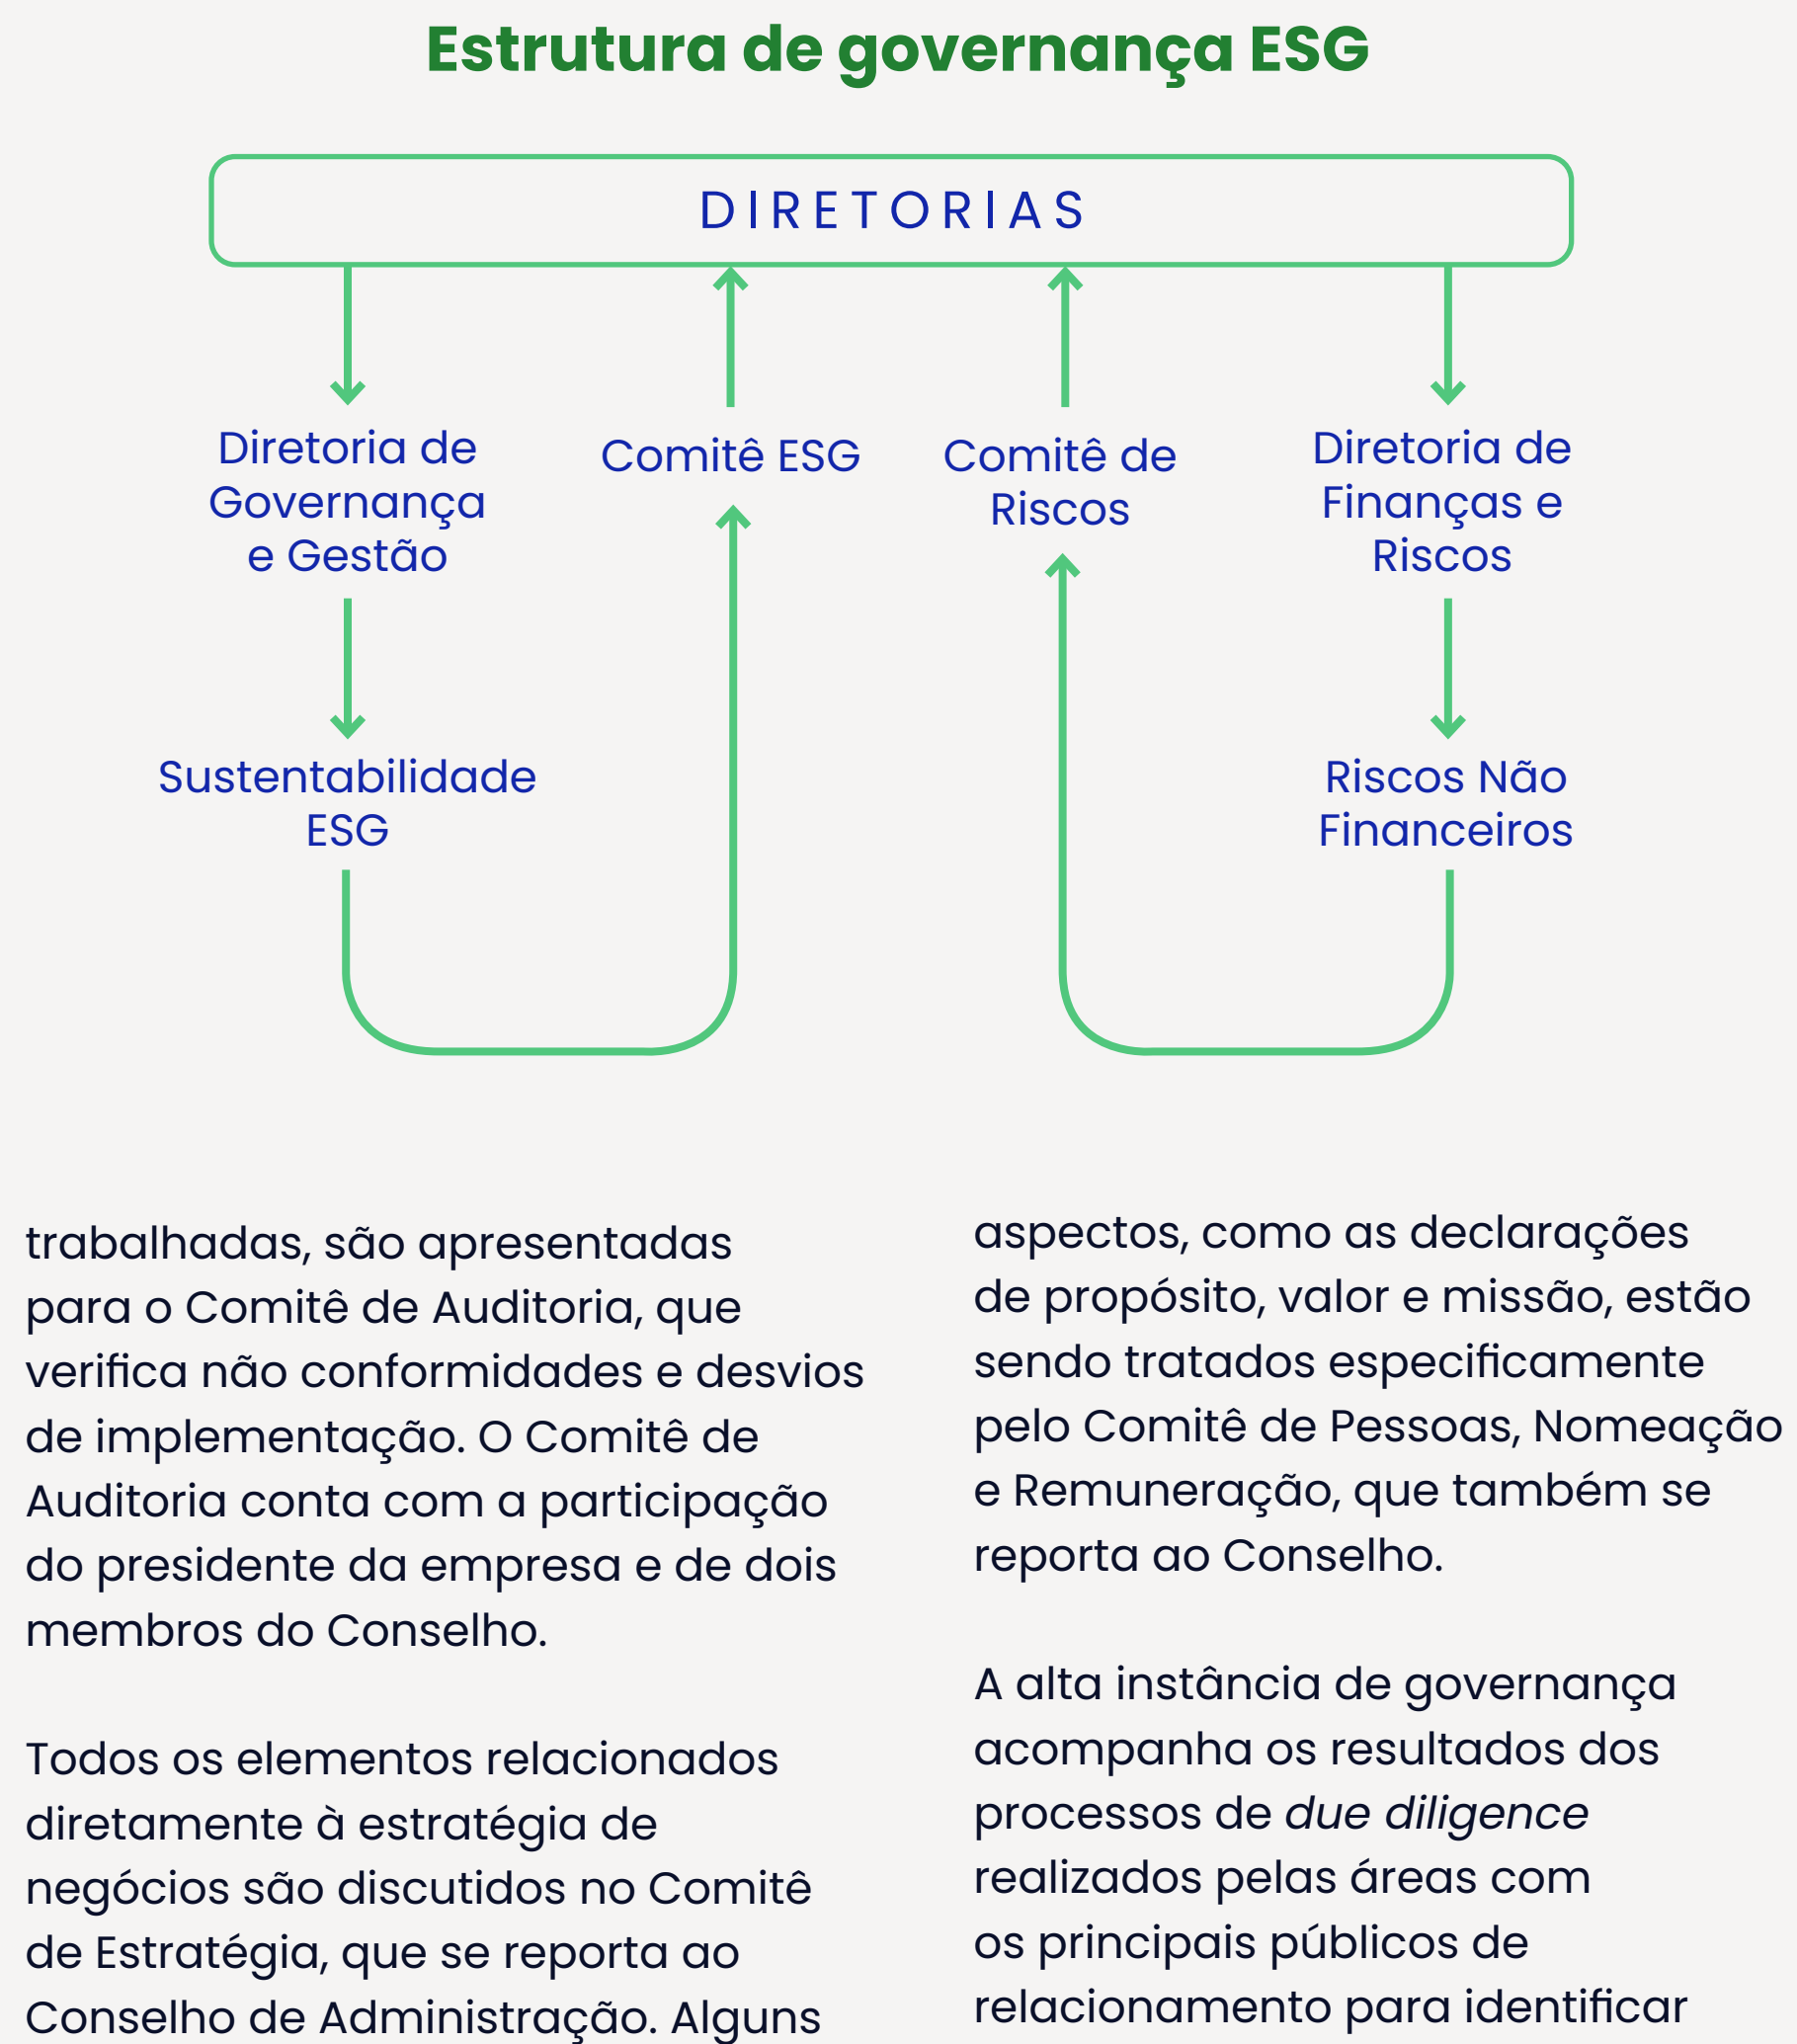 Estrutura de governança ESG
DIRETORIAS
Diretoria de
Governança
e Gestão
Comitê ESG
Comitê de
Riscos
Diretoria de
Finanças e
Riscos
Sustentabilidade
ESG
Riscos Não
Financeiros
trabalhadas, são apresentadas
para o Comitê de Auditoria, que
verifica não conformidades e desvios
de implementação. O Comitê de
Auditoria conta com a participação
do presidente da empresa e de dois
membros do Conselho.
Todos os elementos relacionados
diretamente à estratégia de
negócios são discutidos no Comitê
de Estratégia, que se reporta ao
Conselho de Administração. Alguns
aspectos, como as declarações
de propósito, valor e missão, estão
sendo tratados especificamente
pelo Comitê de Pessoas, Nomeação
e Remuneração, que também se
reporta ao Conselho.
A alta instância de governança
acompanha os resultados dos
processos de due diligence
realizados pelas áreas com
os principais públicos de
relacionamento para identificar